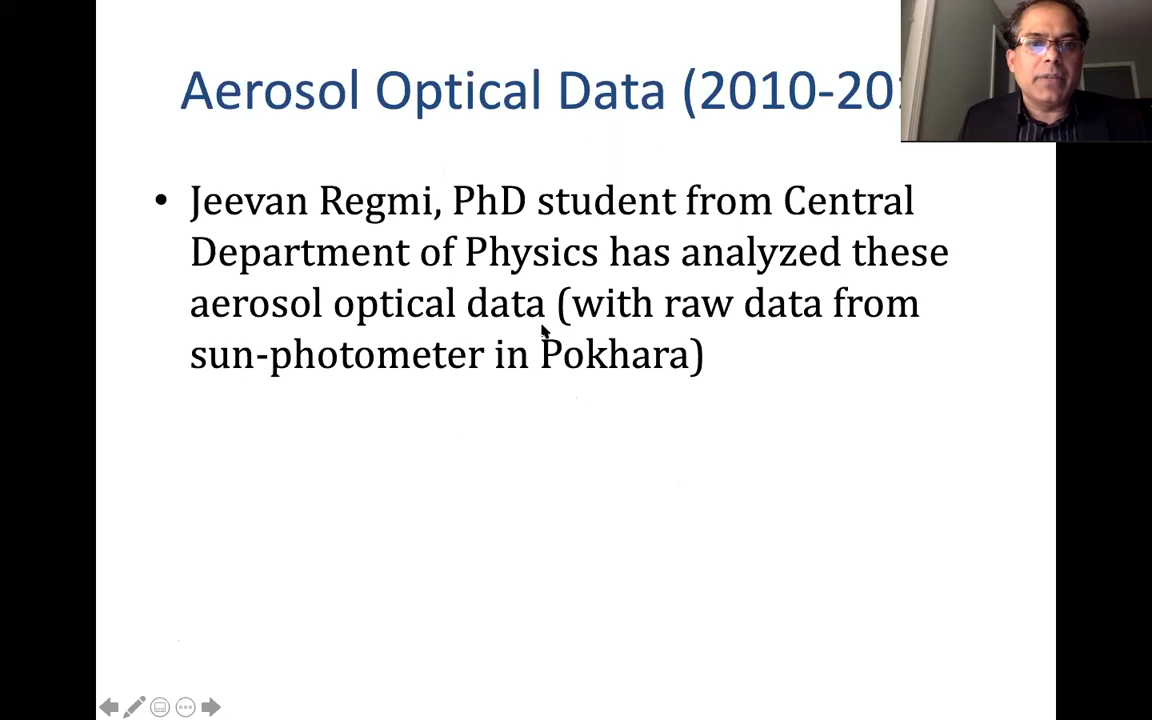 Aerosol Optical Data (2010-20
• Jeevan Regmi, PhD student from Central
Department of Physics has analyzed these
aerosol optical data (with raw data from
sun-photometer in Pokhara)